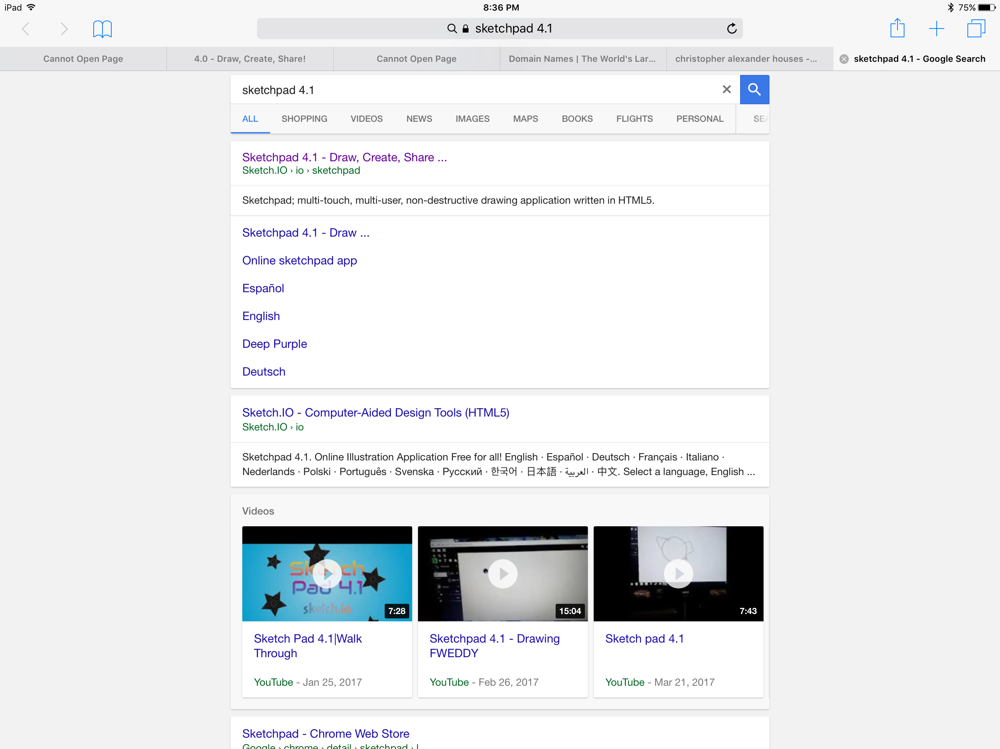 iPad 8:36 PM 75%
sketchpad 4.1
Cannot Open Page
4.0 - Draw, Create, Share!
Cannot Open Page
Domain Names | The World's Lar...
christopher alexander houses -...
sketchpad 4.1 - Google Search
sketchpad 4.1
ALL SHOPPING VIDEOS NEWS IMAGES MAPS BOOKS FLIGHTS PERSONAL
Sketchpad 4.1 - Draw, Create, Share ...
Sketch.IO › io › sketchpad
Sketchpad; multi-touch, multi-user, non-destructive drawing application written in HTML5.
Sketchpad 4.1 - Draw ...
Online sketchpad app
Español
English
Deep Purple
Deutsch
Sketch.IO - Computer-Aided Design Tools (HTML5)
Sketch.IO › io
Sketchpad 4.1. Online Illustration Application Free for all! English · Español · Deutsch · Français · Italiano ·
Nederlands · Polski · Português · Svenska · Русский · 한국어 · 日本語 · العربية · 中文. Select a language, English ...
Videos
Sketch
Pad 4.1
sketch.io
7:28
15:04
7:43
Sketch Pad 4.1|Walk
Through
YouTube - Jan 25, 2017
Sketchpad 4.1 - Drawing
FWEDDY
YouTube - Feb 26, 2017
Sketch pad 4.1
YouTube - Mar 21, 2017
Sketchpad - Chrome Web Store
Google › chrome › detail › sketchpad › l